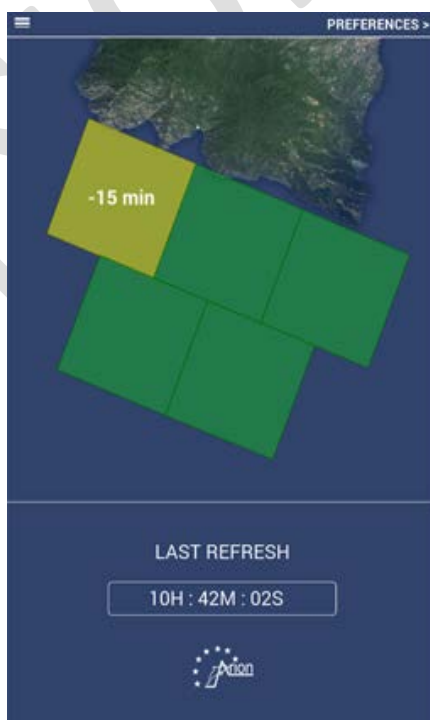 PREFERENCES >
-15 min
LAST REFRESH
10H : 42M : 02S
Arion